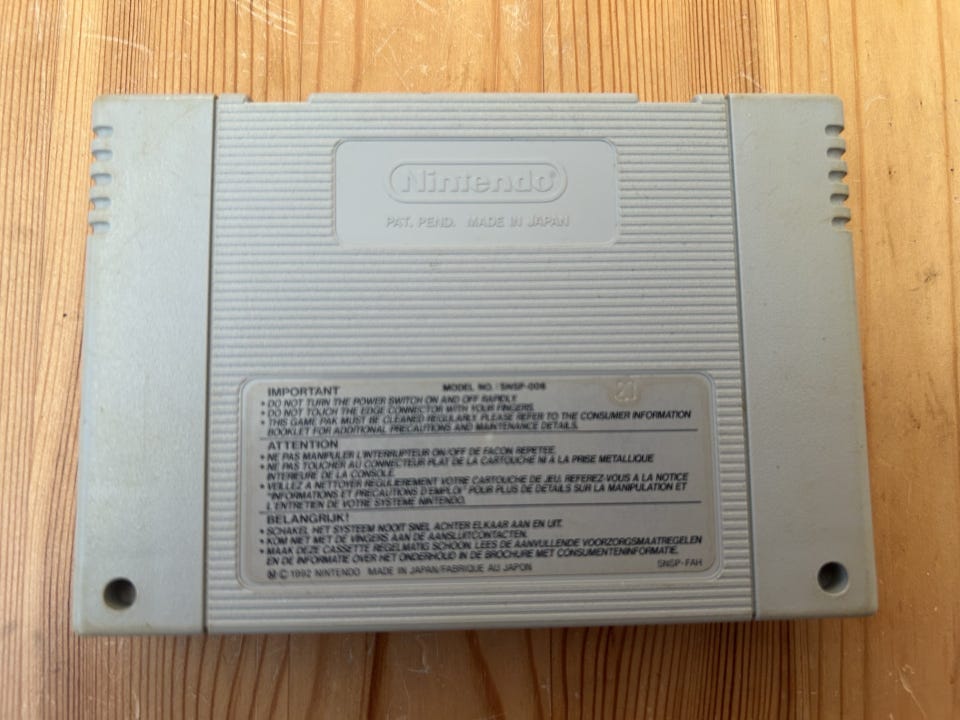 Nintendo®
PAT. PEND. MADE IN JAPAN
IMPORTANT MODEL NO.: SNSP-006 21
• DO NOT TURN THE POWER SWITCH ON AND OFF RAPIDLY.
• DO NOT TOUCH THE EDGE CONNECTOR WITH YOUR FINGERS.
• THIS GAME PAK MUST BE CLEANED REGULARLY. PLEASE REFER TO THE CONSUMER INFORMATION
BOOKLET FOR ADDITIONAL PRECAUTIONS AND MAINTENANCE DETAILS.
ATTENTION
• NE PAS MANIPULER L'INTERRUPTEUR ON/OFF DE FACON REPETEE.
• NE PAS TOUCHER AU CONNECTEUR PLAT DE LA CARTOUCHE NI A LA PRISE METALLIQUE
INTERIEURE DE LA CONSOLE.
• VEILLEZ A NETTOYER REGULIEREMENT VOTRE CARTOUCHE DE JEU. REFEREZ-VOUS A LA NOTICE
"INFORMATIONS ET PRECAUTIONS D'EMPLOI" POUR PLUS DE DETAILS SUR LA MANIPULATION ET
L'ENTRETIEN DE VOTRE SYSTEME NINTENDO.
BELANGRIJK!
• SCHAKEL HET SYSTEEM NOOIT SNEL ACHTER ELKAAR AAN EN UIT.
• KOM NIET MET DE VINGERS AAN DE AANSLUITCONTACTEN.
• MAAK DEZE CASSETTE REGELMATIG SCHOON. LEES DE AANVULLENDE VOORZORGSMAATREGELEN
EN DE INFORMATIE OVER HET ONDERHOUD IN DE BROCHURE MET CONSUMENTENINFORMATIE.
Ⓜ © 1992 NINTENDO MADE IN JAPAN/FABRIQUE AU JAPON SNSP-FAH